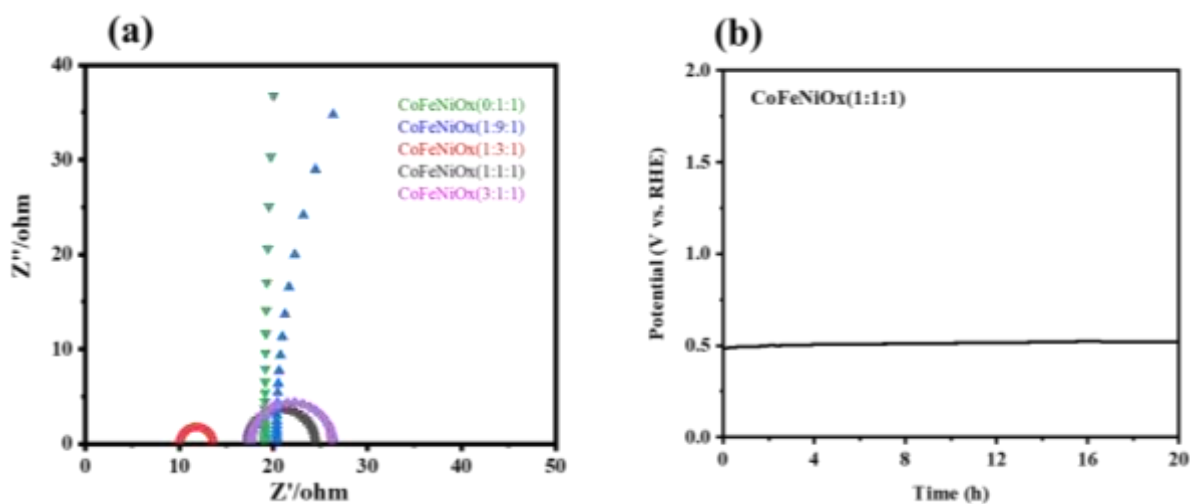 (a)
40
30
20
10
0
Z''/ohm
CoFeNiOx(0:1:1)
CoFeNiOx(1:9:1)
CoFeNiOx(1:3:1)
CoFeNiOx(1:1:1)
CoFeNiOx(3:1:1)
0 10 20 30 40 50
Z'/ohm
(b)
2.0
1.5
1.0
0.5
0.0
Potential (V vs. RHE)
CoFeNiOx(1:1:1)
0 4 8 12 16 20
Time (h)